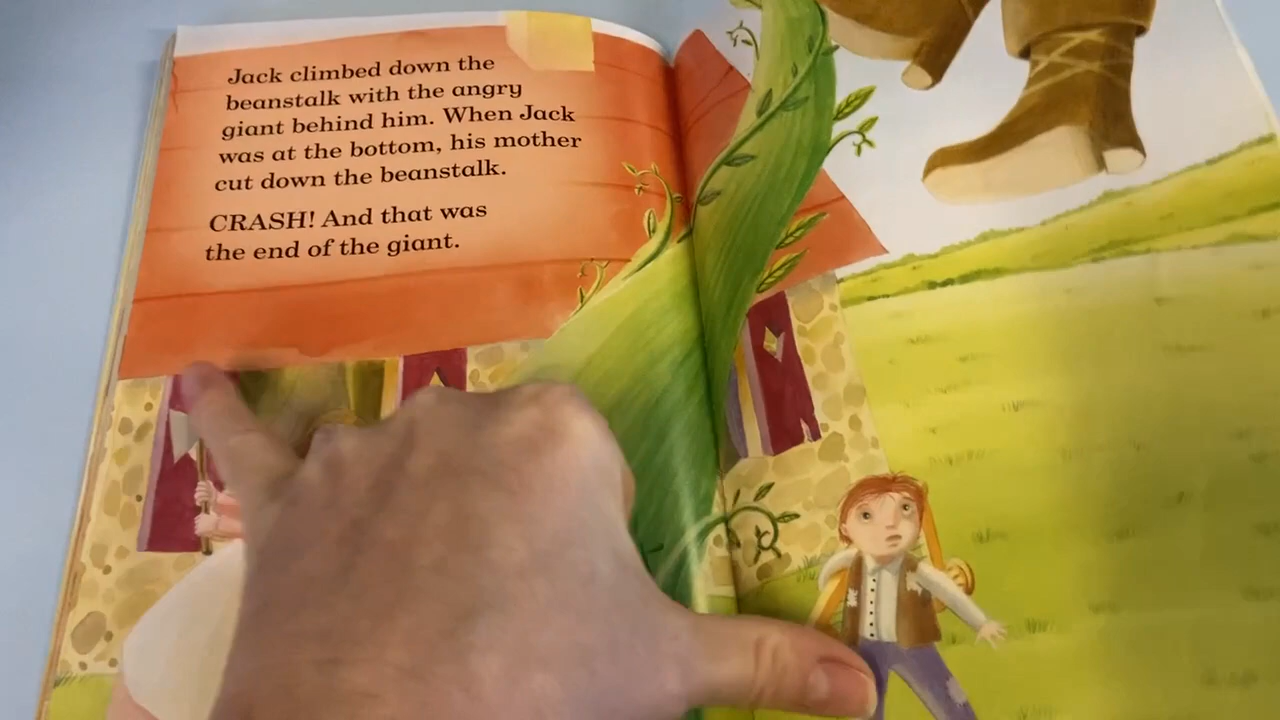 Jack climbed down the
beanstalk with the angry
giant behind him. When Jack
was at the bottom, his mother
cut down the beanstalk.
CRASH! And that was
the end of the giant.